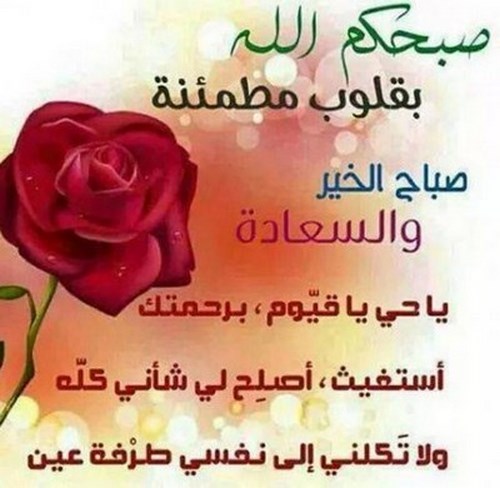 صبحكم الله
بقلوب مطمئنة
صباح الخير
والسعادة
يا حي يا قيّوم، برحمتك
أستغيث، أصلِح لي شأني كلّه
ولا تَكلني إلى نفسي طرْفة عين